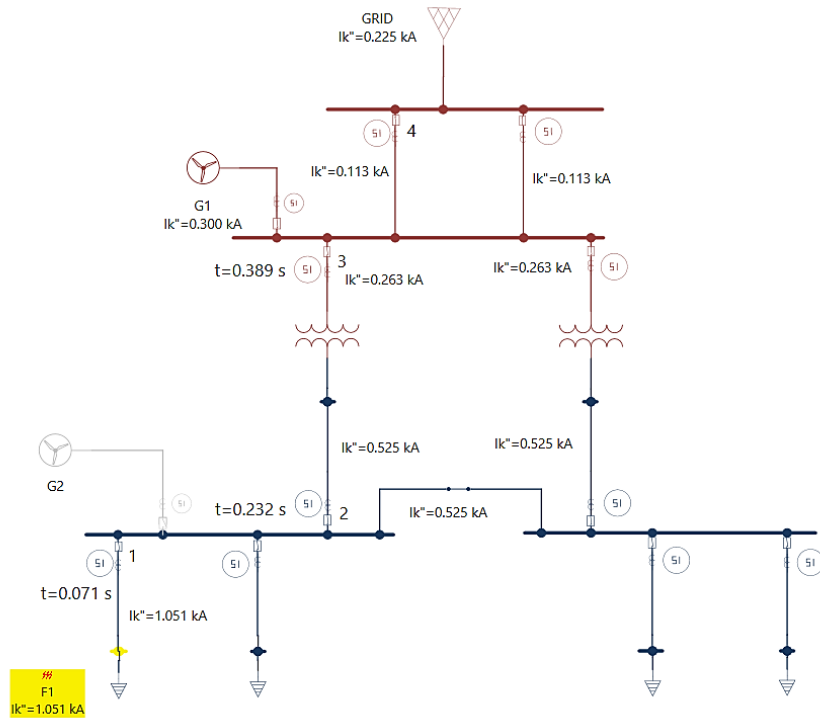 GRID
Ik"=0.225 kA
51
4
51
Ik"=0.113 kA
Ik"=0.113 kA
G1
Ik"=0.300 kA
51
t=0.389 s
51
3
Ik"=0.263 kA
Ik"=0.263 kA
51
Ik"=0.525 kA
Ik"=0.525 kA
G2
51
t=0.232 s
51
2
Ik"=0.525 kA
51
51
1
51
51
51
t=0.071 s
Ik"=1.051 kA
F1
Ik"=1.051 kA